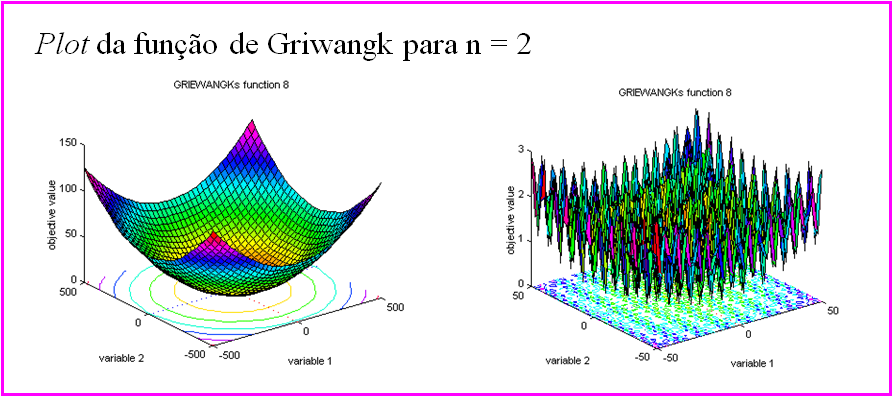 Plot da função de Griwangk para n = 2
GRIEWANGKs function 8
150
100
50
0
objective value
500
0
-500
variable 2
-500
0
500
variable 1
GRIEWANGKs function 8
3
2
1
0
objective value
50
0
-50
variable 2
-50
0
50
variable 1